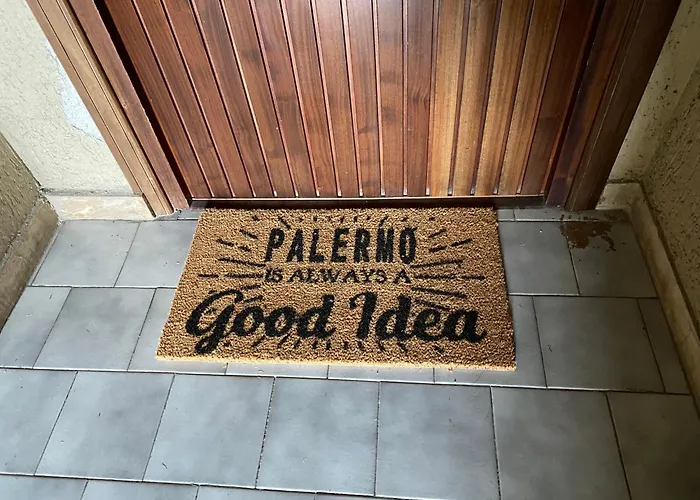 PALERMO
IS ALWAYS A
Good Idea